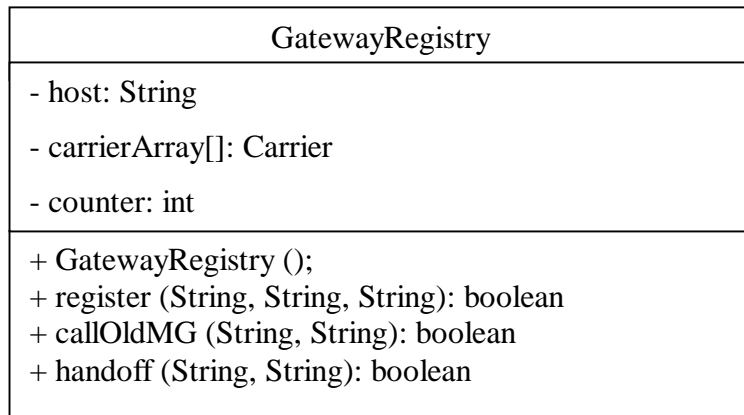 GatewayRegistry
- host: String
- carrierArray[]: Carrier
- counter: int
+ GatewayRegistry ();
+ register (String, String, String): boolean
+ callOldMG (String, String): boolean
+ handoff (String, String): boolean